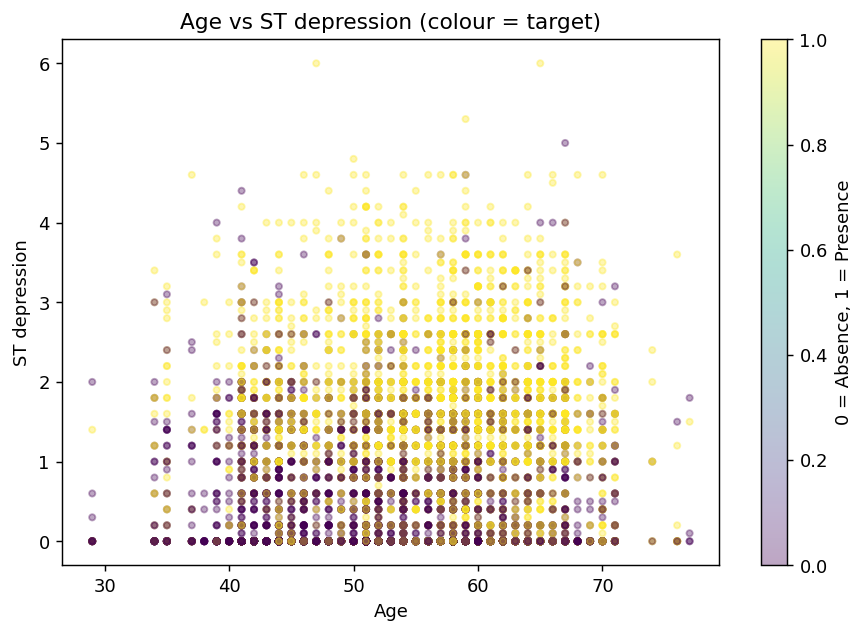 Age vs ST depression (colour = target)
6
5
4
3
2
1
0
ST depression
30 40 50 60 70
Age
1.0
0.8
0.6
0.4
0.2
0.0
0 = Absence, 1 = Presence